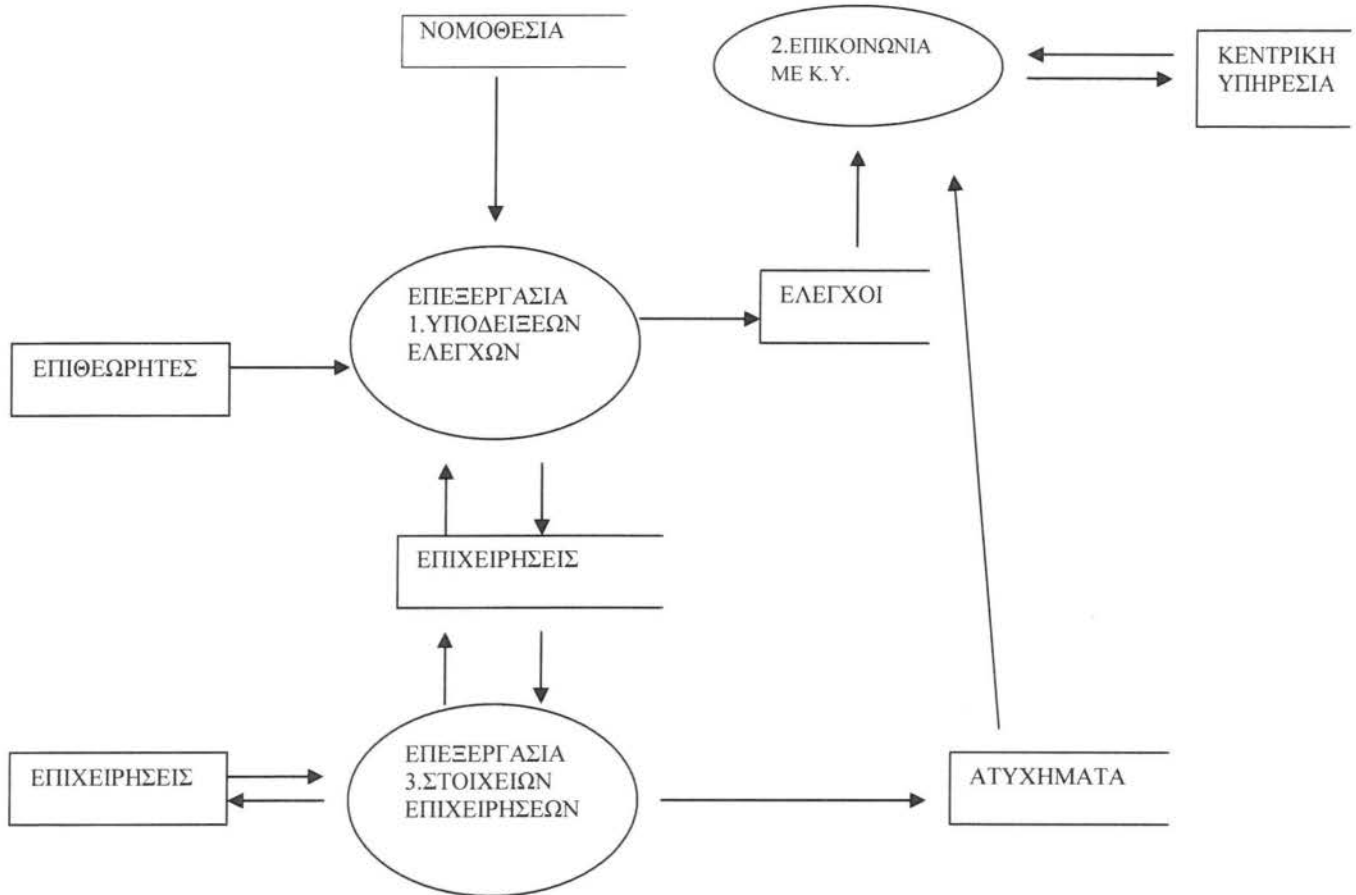 ΝΟΜΟΘΕΣΙΑ
2.ΕΠΙΚΟΙΝΩΝΙΑ
ΜΕ Κ.Υ.
ΚΕΝΤΡΙΚΗ
ΥΠΗΡΕΣΙΑ
ΕΠΕΞΕΡΓΑΣΙΑ
1.ΥΠΟΔΕΙΞΕΩΝ
ΕΛΕΓΧΩΝ
ΕΛΕΓΧΟΙ
ΕΠΙΘΕΩΡΗΤΕΣ
ΕΠΙΧΕΙΡΗΣΕΙΣ
ΕΠΙΧΕΙΡΗΣΕΙΣ
ΕΠΕΞΕΡΓΑΣΙΑ
3.ΣΤΟΙΧΕΙΩΝ
ΕΠΙΧΕΙΡΗΣΕΩΝ
ΑΤΥΧΗΜΑΤΑ